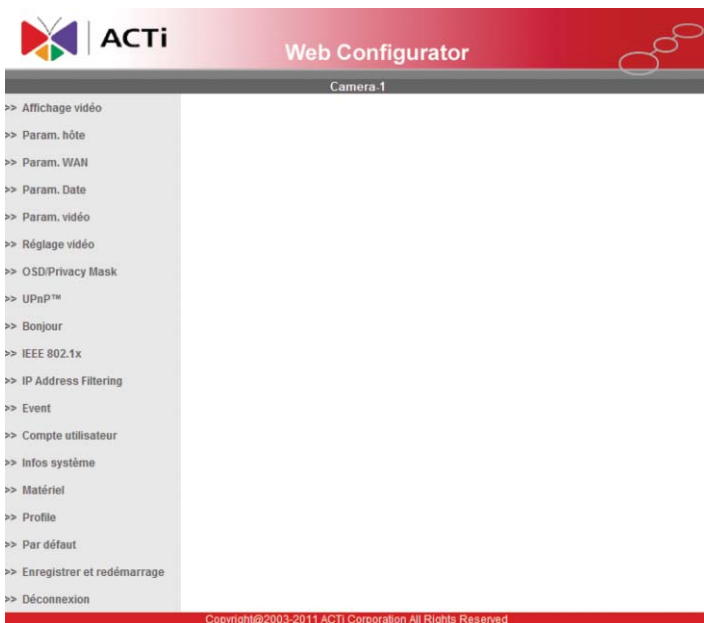 ACTi
Web Configurator
Camera-1
>> Affichage vidéo
>> Param. hôte
>> Param. WAN
>> Param. Date
>> Param. vidéo
>> Réglage vidéo
>> OSD/Privacy Mask
>> UPnP™
>> Bonjour
>> IEEE 802.1x
>> IP Address Filtering
>> Event
>> Compte utilisateur
>> Infos système
>> Matériel
>> Profile
>> Par défaut
>> Enregistrer et redémarrage
>> Déconnexion
Copyright@2003-2011 ACTi Corporation All Rights Reserved